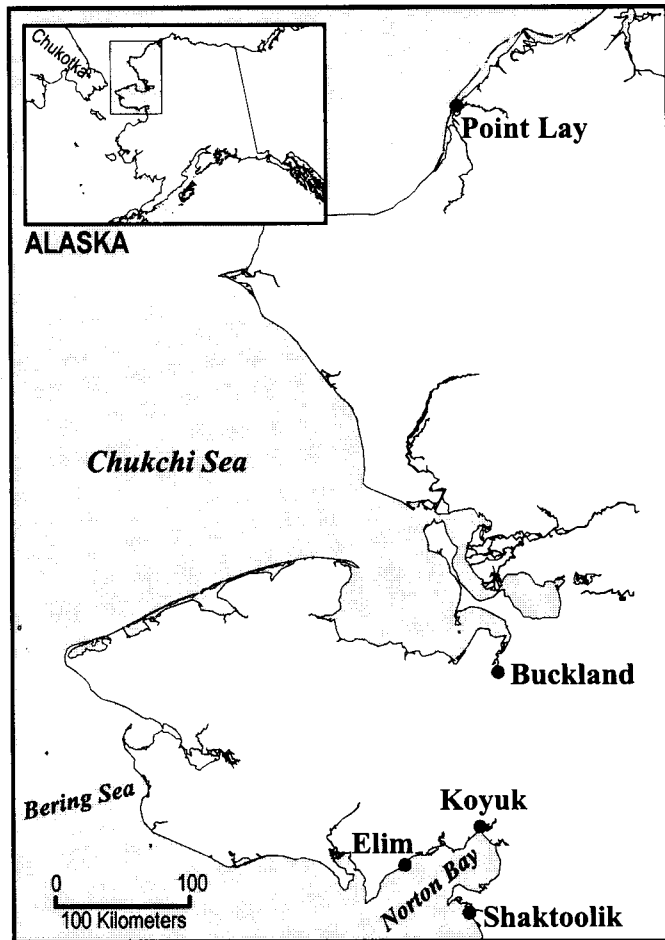 Chukotka
Point Lay
ALASKA
Chukchi Sea
Buckland
Bering Sea
Koyuk
Elim
Norton Bay
0 100
100 Kilometers
Shaktoolik